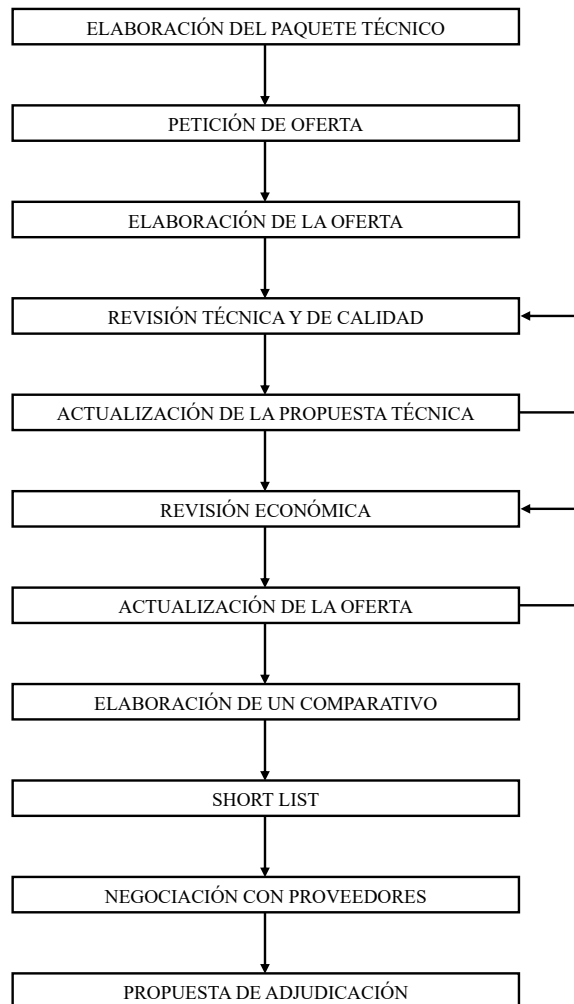 ELABORACIÓN DEL PAQUETE TÉCNICO
PETICIÓN DE OFERTA
ELABORACIÓN DE LA OFERTA
REVISIÓN TÉCNICA Y DE CALIDAD
ACTUALIZACIÓN DE LA PROPUESTA TÉCNICA
REVISIÓN ECONÓMICA
ACTUALIZACIÓN DE LA OFERTA
ELABORACIÓN DE UN COMPARATIVO
SHORT LIST
NEGOCIACIÓN CON PROVEEDORES
PROPUESTA DE ADJUDICACIÓN